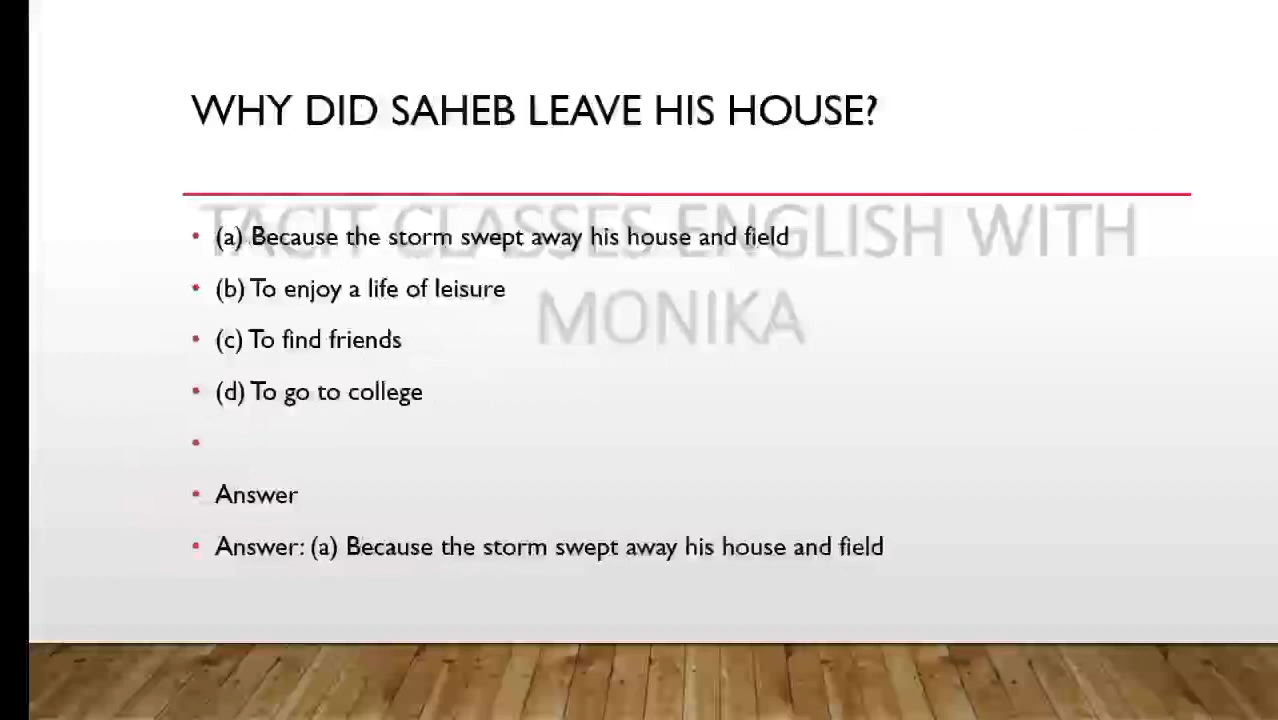 WHY DID SAHEB LEAVE HIS HOUSE?
TACIT CLASSES ENGLISH WITH
MONIKA
(a) Because the storm swept away his house and field
(b) To enjoy a life of leisure
(c) To find friends
(d) To go to college
Answer
Answer: (a) Because the storm swept away his house and field